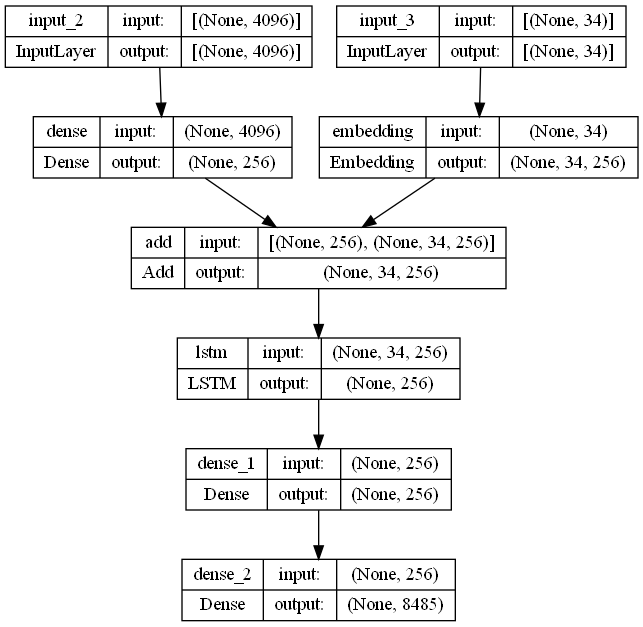 input_2 input: [(None, 4096)]
InputLayer output: [(None, 4096)]
input_3 input: [(None, 34)]
InputLayer output: [(None, 34)]
dense input: (None, 4096)
Dense output: (None, 256)
embedding input: (None, 34)
Embedding output: (None, 34, 256)
add input: [(None, 256), (None, 34, 256)]
Add output: (None, 34, 256)
lstm input: (None, 34, 256)
LSTM output: (None, 256)
dense_1 input: (None, 256)
Dense output: (None, 256)
dense_2 input: (None, 256)
Dense output: (None, 8485)